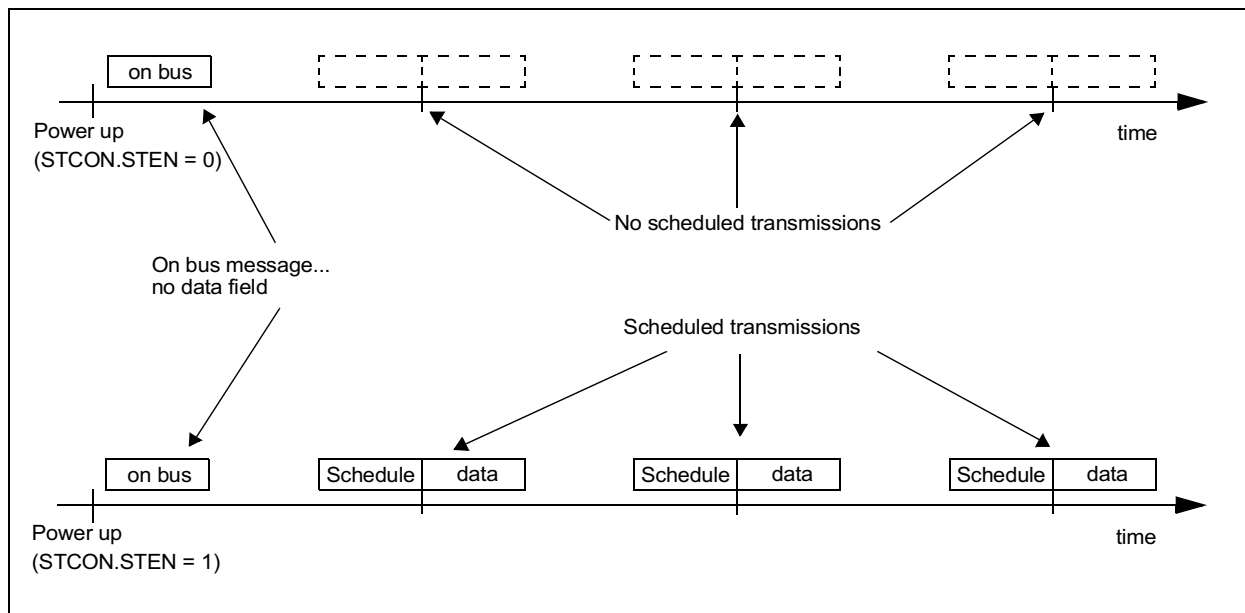 on bus
Power up
(STCON.STEN = 0)
time
No scheduled transmissions
On bus message...
no data field
Scheduled transmissions
on bus
Schedule
data
Schedule
data
Schedule
data
Power up
(STCON.STEN = 1)
time